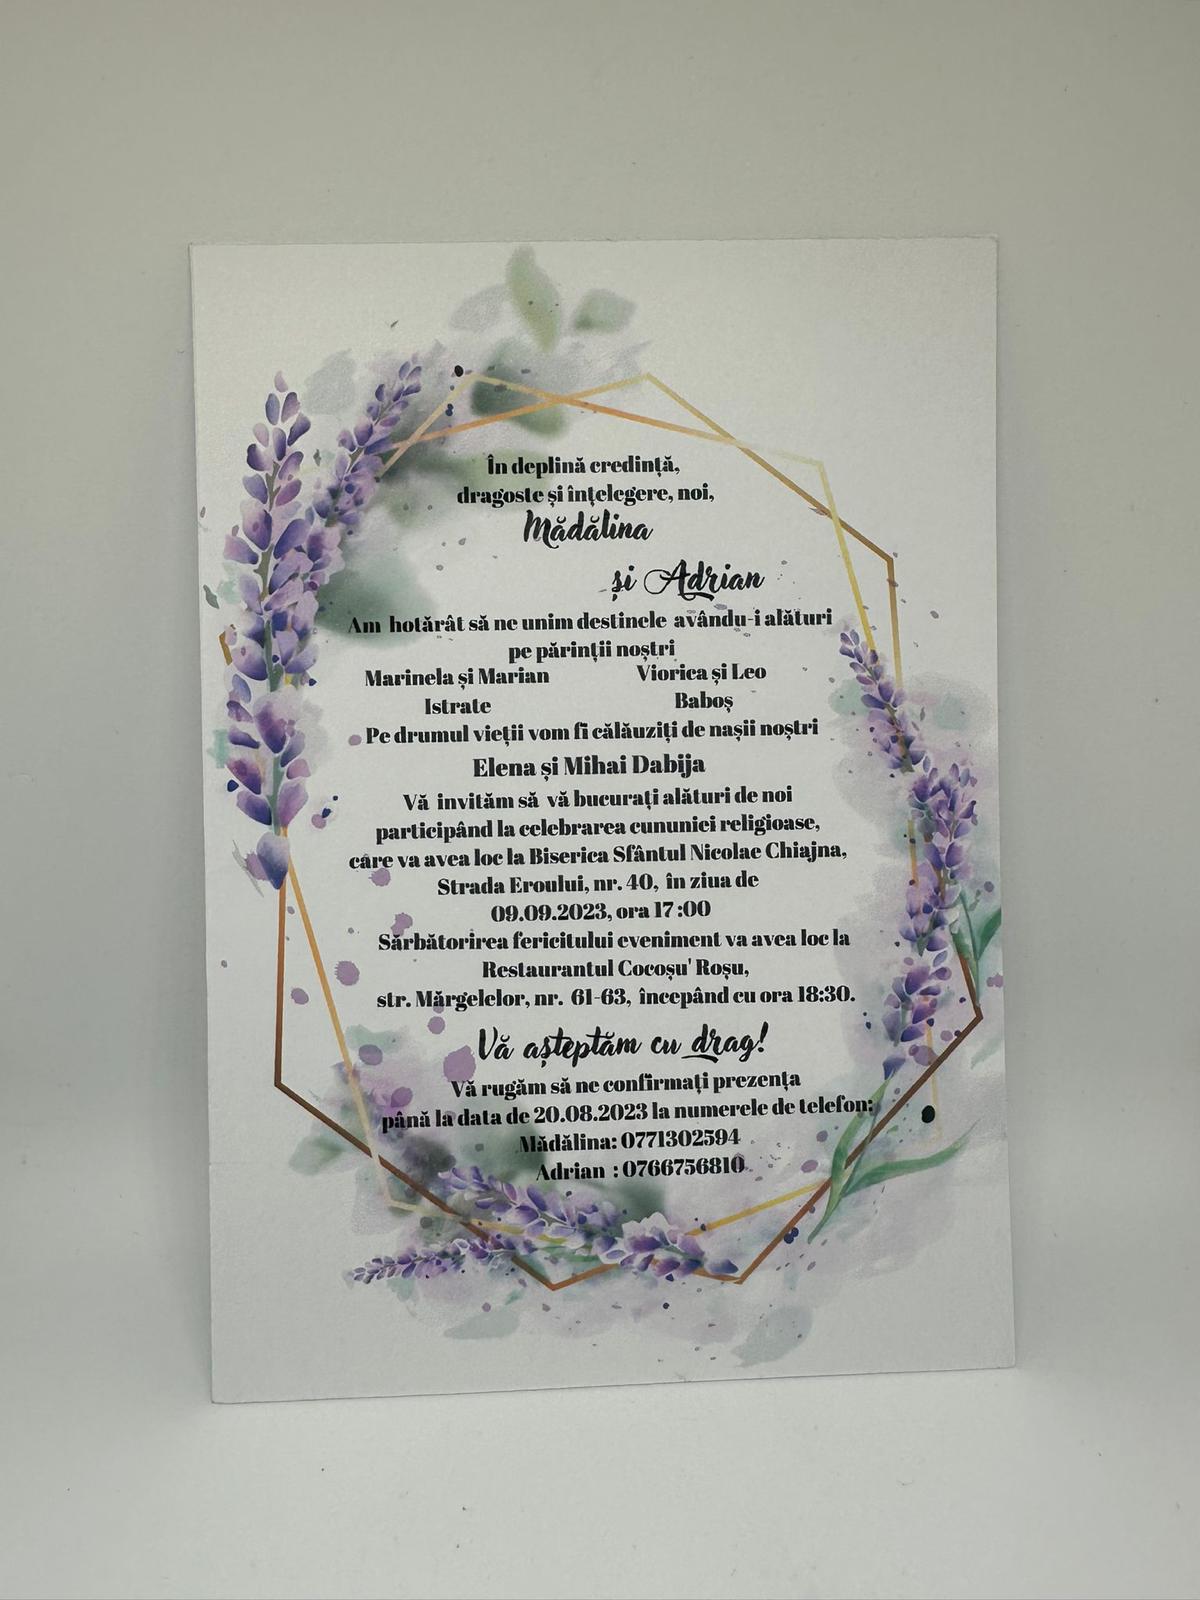 În deplină credință,
dragoste și înțelegere, noi,
Mădălina
și Adrian
Am hotărât să ne unim destinele avându-i alături
pe părinții noștri
Marinela și Marian Viorica și Leo
Istrate Baboș
Pe drumul vieții vom fi călăuziți de nașii noștri
Elena și Mihai Dabija
Vă invităm să vă bucurați alături de noi
participând la celebrarea cununiei religioase,
care va avea loc la Biserica Sfântul Nicolae Chiajna,
Strada Eroului, nr. 40, în ziua de
09.09.2023, ora 17 :00
Sărbătorirea fericitului eveniment va avea loc la
Restaurantul Cocoșu' Roșu,
str. Mărgelelor, nr. 61-63, începând cu ora 18:30.
Vă așteptăm cu drag!
Vă rugăm să ne confirmați prezența
până la data de 20.08.2023 la numerele de telefon:
Mădălina: 0771302594
Adrian : 0766756810